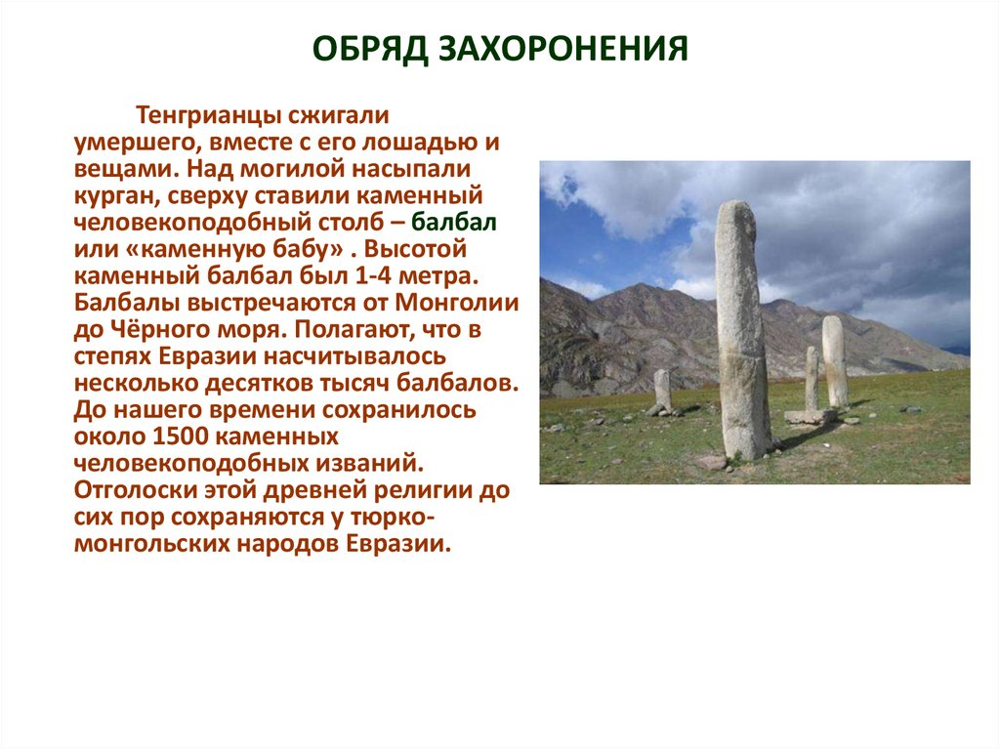 ОБРЯД ЗАХОРОНЕНИЯ
Тенгрианцы сжигали
умершего, вместе с его лошадью и
вещами. Над могилой насыпали
курган, сверху ставили каменный
человекоподобный столб – балбал
или «каменную бабу» . Высотой
каменный балбал был 1-4 метра.
Балбалы выстречаются от Монголии
до Чёрного моря. Полагают, что в
степях Евразии насчитывалось
несколько десятков тысяч балбалов.
До нашего времени сохранилось
около 1500 каменных
человекоподобных изваний.
Отголоски этой древней религии до
сих пор сохраняются у тюрко-
монгольских народов Евразии.